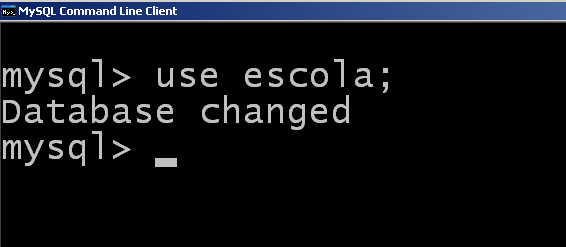 MySQL Command Line Client
mysql> use escola;
Database changed
mysql>